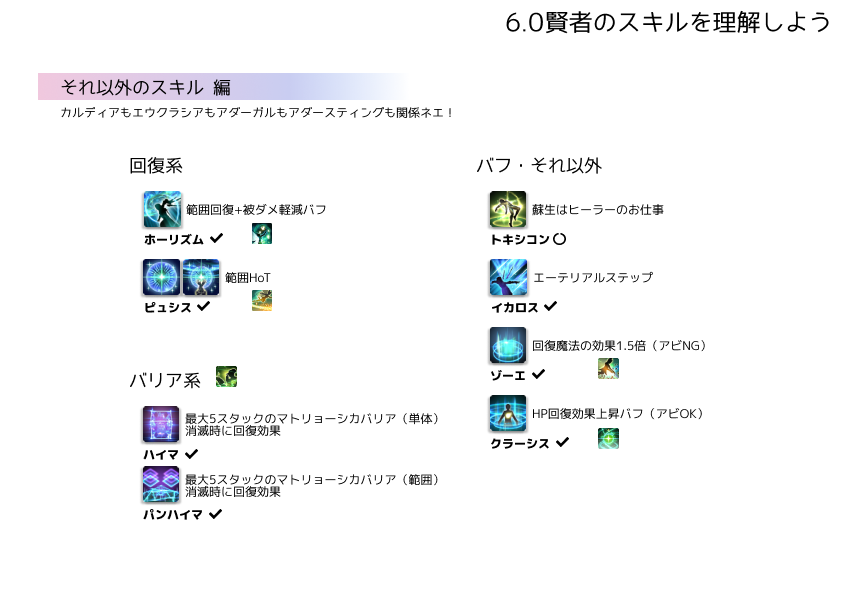 6.0賢者のスキルを理解しよう
それ以外のスキル 編
カルディアもエウクラシアもアダーガルもアダースティングも関係ネエ！
回復系
範囲回復+被ダメ軽減バフ
ホーリズム ✔
範囲HoT
ピュシス ✔
バリア系
最大5スタックのマトリョーシカバリア（単体）
消滅時に回復効果
ハイマ ✔
最大5スタックのマトリョーシカバリア（範囲）
消滅時に回復効果
パンハイマ ✔
バフ・それ以外
蘇生はヒーラーのお仕事
トキシコン
エーテリアルステップ
イカロス ✔
回復魔法の効果1.5倍（アビNG）
ゾーエ ✔
HP回復効果上昇バフ（アビOK）
クラーシス ✔